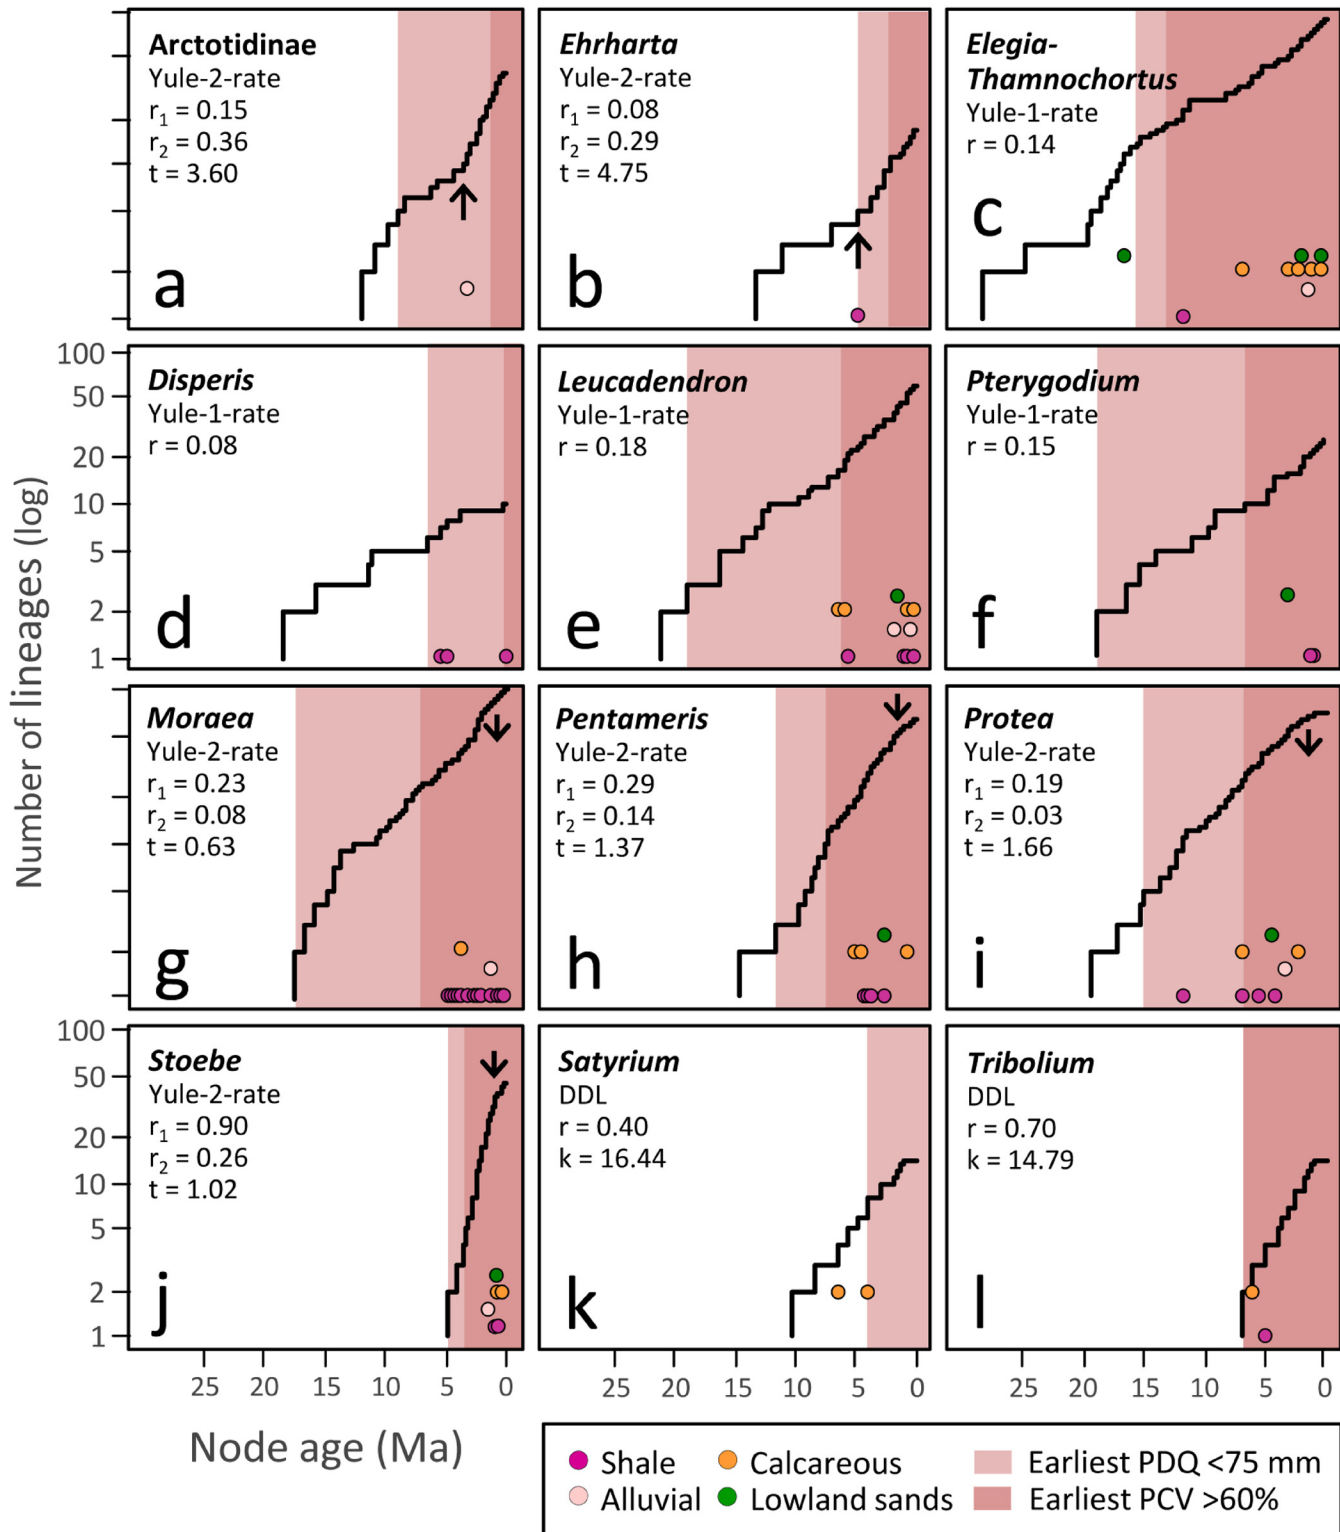 Arctotidinae
Yule-2-rate
r1 = 0.15
r2 = 0.36
t = 3.60
a
Ehrharta
Yule-2-rate
r1 = 0.08
r2 = 0.29
t = 4.75
b
Elegia-
Thamnochortus
Yule-1-rate
r = 0.14
c
Number of lineages (log)
100
50
20
10
5
2
1
Disperis
Yule-1-rate
r = 0.08
d
Leucadendron
Yule-1-rate
r = 0.18
e
Pterygodium
Yule-1-rate
r = 0.15
f
Moraea
Yule-2-rate
r1 = 0.23
r2 = 0.08
t = 0.63
g
Pentameris
Yule-2-rate
r1 = 0.29
r2 = 0.14
t = 1.37
h
Protea
Yule-2-rate
r1 = 0.19
r2 = 0.03
t = 1.66
i
100
50
20
10
5
2
1
Stoebe
Yule-2-rate
r1 = 0.90
r2 = 0.26
t = 1.02
j
Satyrium
DDL
r = 0.40
k = 16.44
k
Tribolium
DDL
r = 0.70
k = 14.79
l
25 20 15 10 5 0
25 20 15 10 5 0
25 20 15 10 5 0
Node age (Ma)
Shale
Calcareous
Earliest PDQ <75 mm
Alluvial
Lowland sands
Earliest PCV >60%